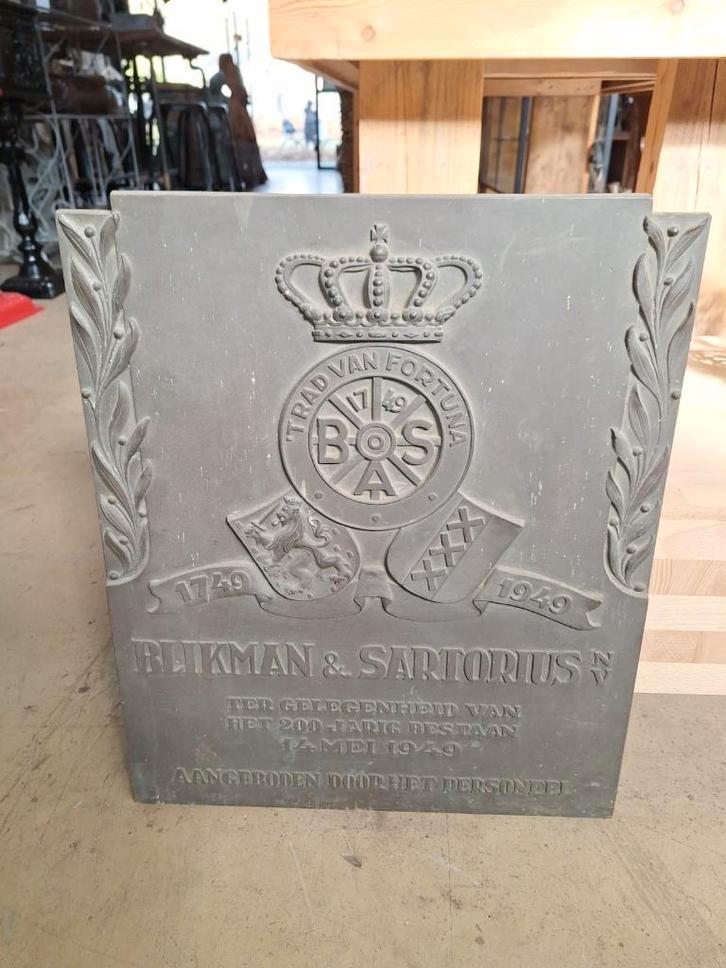 'TRAD VAN FORTUNA
17 49
B A S
1749
1949
BLIKMAN & SARTORIUS NV
TER GELEGENHEID VAN
HET 200-JARIG BESTAAN
14 MEI 1949
AANGEBODEN DOOR HET PERSONEEL